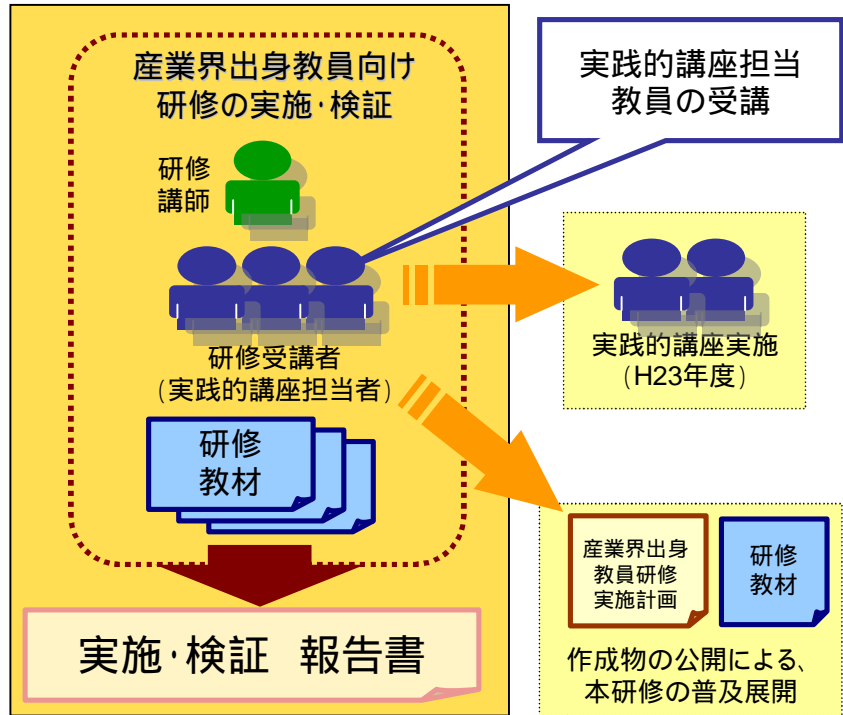 産業界出身教員向け
研修の実施・検証
実践的講座担当
教員の受講
研修
講師
研修受講者
(実践的講座担当者)
実践的講座実施
(H23年度)
研修
教材
実施・検証 報告書
産業界出身
教員研修
実施計画
研修
教材
作成物の公開による、
本研修の普及展開